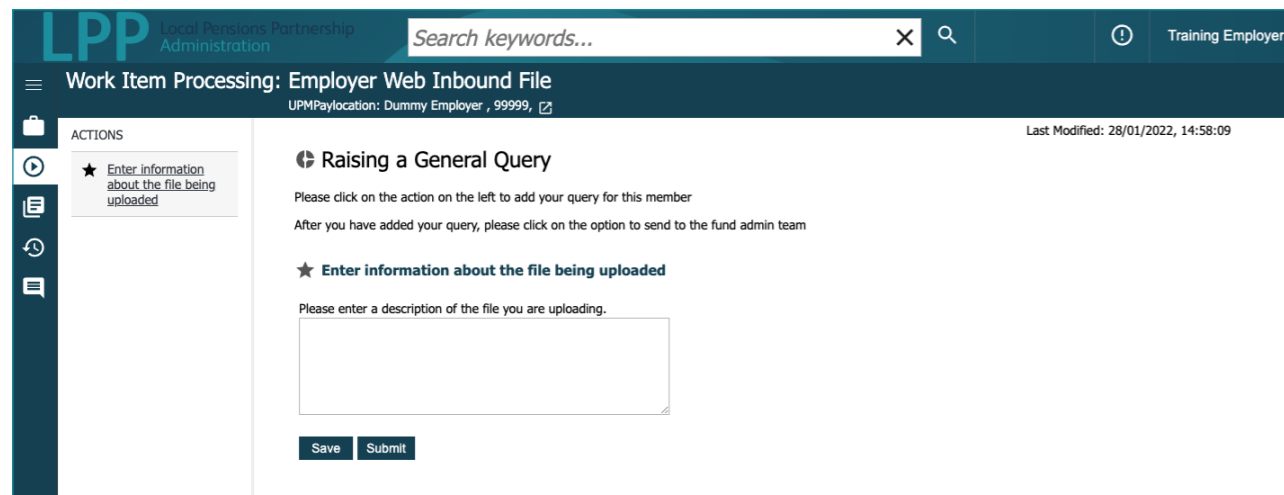 LPP Local Pensions Partnership
Administration
Search keywords...
Training Employer
Work Item Processing: Employer Web Inbound File
UPMPaylocation: Dummy Employer , 99999,
Last Modified: 28/01/2022, 14:58:09
ACTIONS
Enter information
about the file being
uploaded
Raising a General Query
Please click on the action on the left to add your query for this member
After you have added your query, please click on the option to send to the fund admin team
Enter information about the file being uploaded
Please enter a description of the file you are uploading.
Save Submit